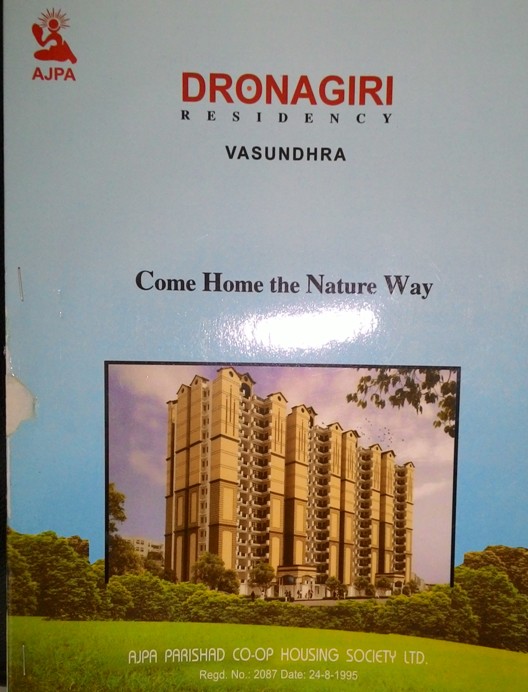 AJPA
DRONAGIRI
RESIDENCY
VASUNDHRA
Come Home the Nature Way
AJPA PARISHAD CO-OP HOUSING SOCIETY LTD.
Regd. No.: 2087 Date: 24-8-1995